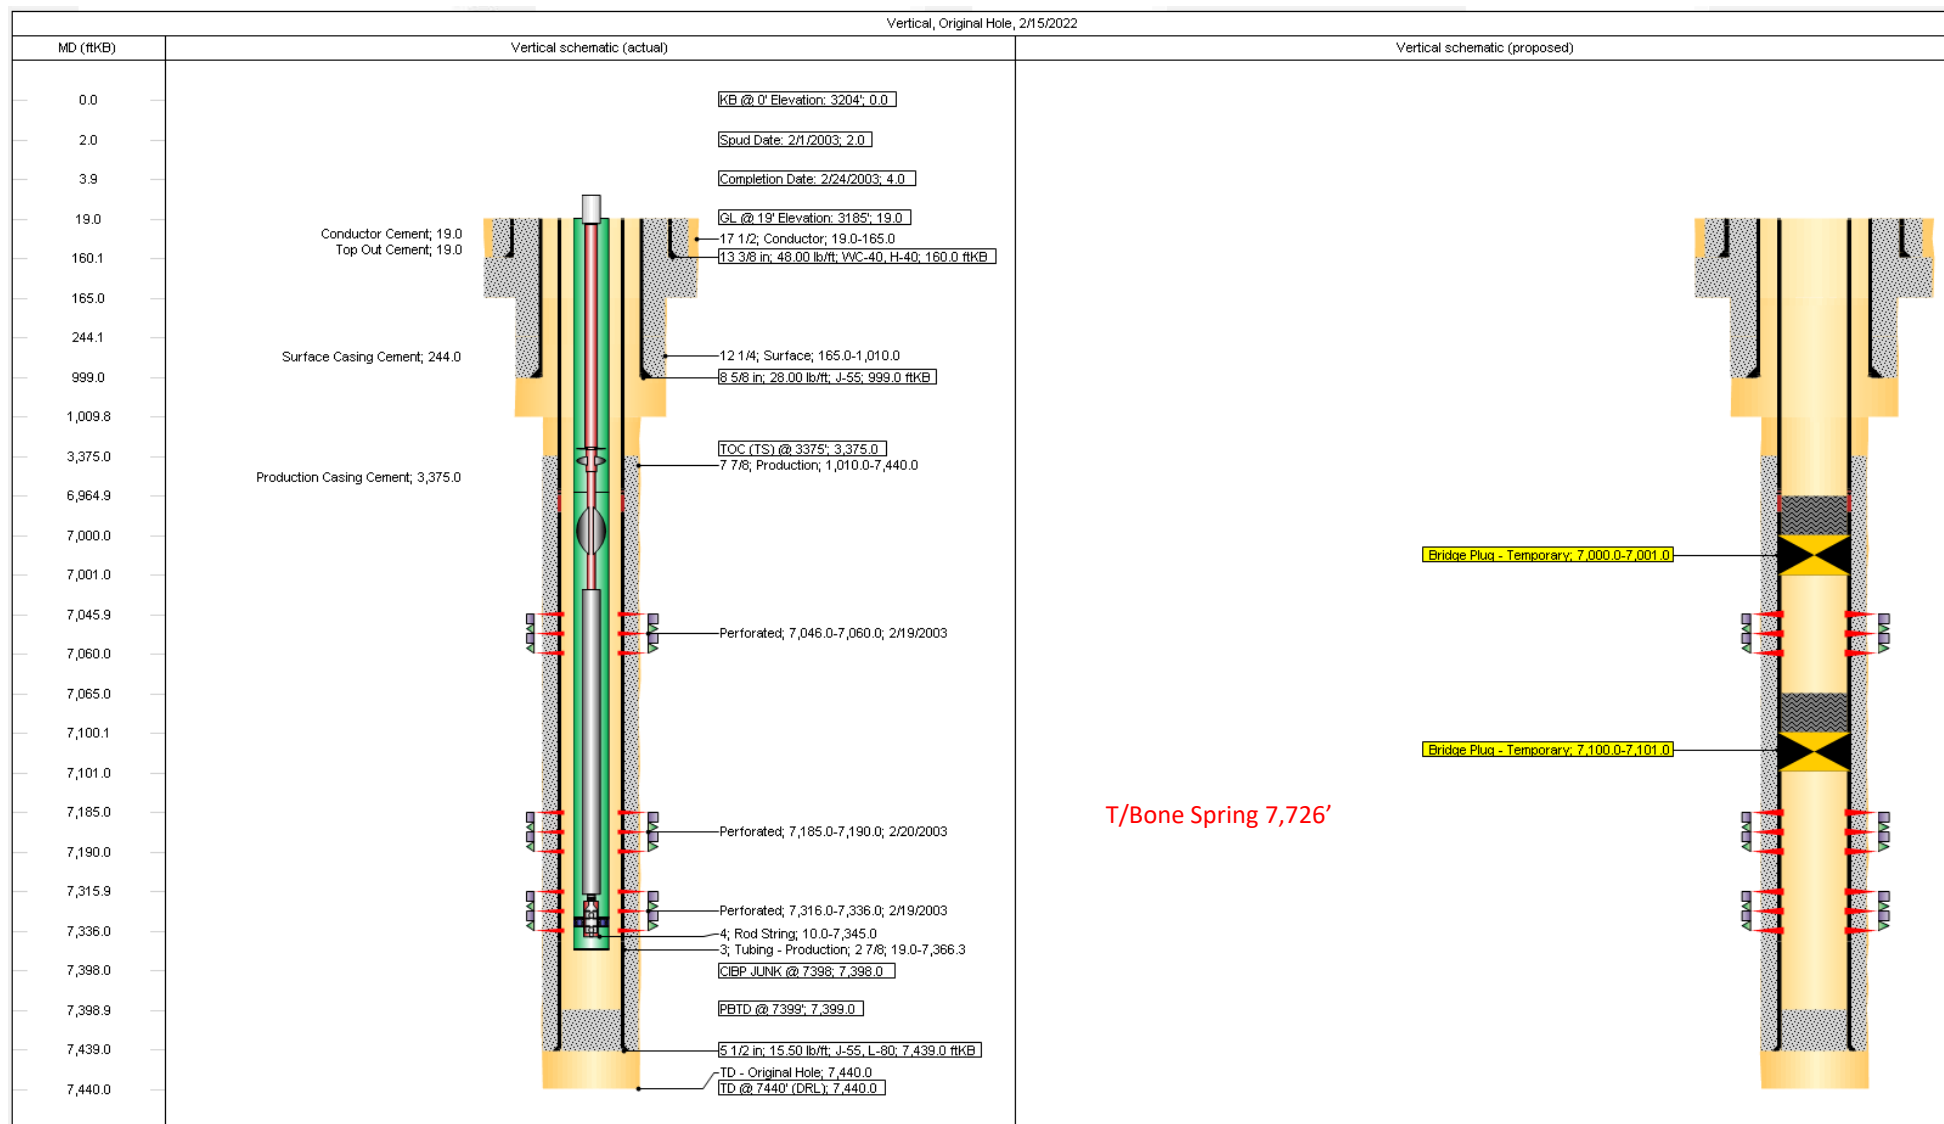 Vertical, Original Hole, 2/15/2022
MD (ftKB)
Vertical schematic (actual)
Vertical schematic (proposed)
0.0
KB @ 0' Elevation: 3204'; 0.0
2.0
Spud Date: 2/1/2003; 2.0
3.9
Completion Date: 2/24/2003; 4.0
19.0
GL @ 19' Elevation: 3185'; 19.0
Conductor Cement; 19.0
17 1/2; Conductor; 19.0-165.0
Top Out Cement; 19.0
160.1
13 3/8 in; 48.00 lb/ft; WC-40, H-40; 160.0 ftKB
165.0
244.1
Surface Casing Cement; 244.0
12 1/4; Surface; 165.0-1,010.0
999.0
8 5/8 in; 28.00 lb/ft; J-55; 999.0 ftKB
1,009.8
TOC (TS) @ 3375'; 3,375.0
3,375.0
7 7/8; Production; 1,010.0-7,440.0
Production Casing Cement; 3,375.0
6,964.9
7,000.0
Bridge Plug - Temporary; 7,000.0-7,001.0
7,001.0
7,045.9
Perforated; 7,046.0-7,060.0; 2/19/2003
7,060.0
7,065.0
7,100.1
Bridge Plug - Temporary; 7,100.0-7,101.0
7,101.0
7,185.0
T/Bone Spring 7,726’
Perforated; 7,185.0-7,190.0; 2/20/2003
7,190.0
7,315.9
Perforated; 7,316.0-7,336.0; 2/19/2003
7,336.0
4; Rod String; 10.0-7,345.0
3; Tubing - Production; 2 7/8; 19.0-7,366.3
7,398.0
CIBP JUNK @ 7398; 7,398.0
7,398.9
PBTD @ 7399'; 7,399.0
7,439.0
5 1/2 in; 15.50 lb/ft; J-55, L-80; 7,439.0 ftKB
TD - Original Hole; 7,440.0
7,440.0
TD @ 7440' (DRL); 7,440.0